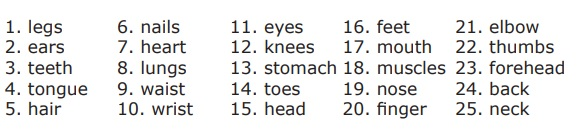 1. legs 6. nails 11. eyes 16. feet 21. elbow
2. ears 7. heart 12. knees 17. mouth 22. thumbs
3. teeth 8. lungs 13. stomach 18. muscles 23. forehead
4. tongue 9. waist 14. toes 19. nose 24. back
5. hair 10. wrist 15. head 20. finger 25. neck